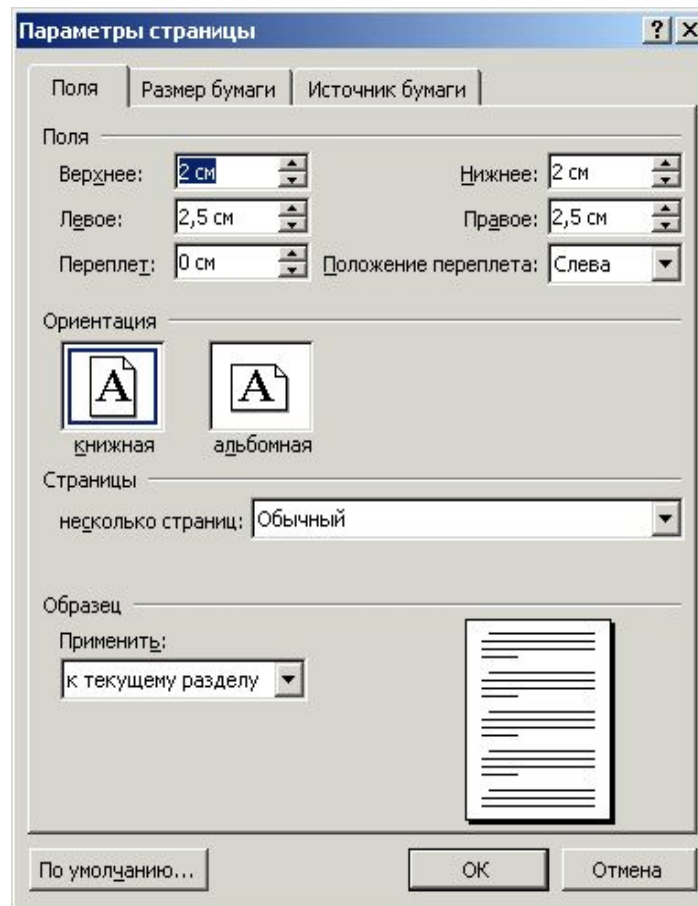 Параметры страницы
Поля Размер бумаги Источник бумаги
Поля
Верхнее: 2 см Нижнее: 2 см
Левое: 2,5 см Правое: 2,5 см
Переплет: 0 см Положение переплета: Слева
Ориентация
A A
книжная альбомная
Страницы
несколько страниц: Обычный
Образец
Применить:
к текущему разделу
По умолчанию... ОК Отмена